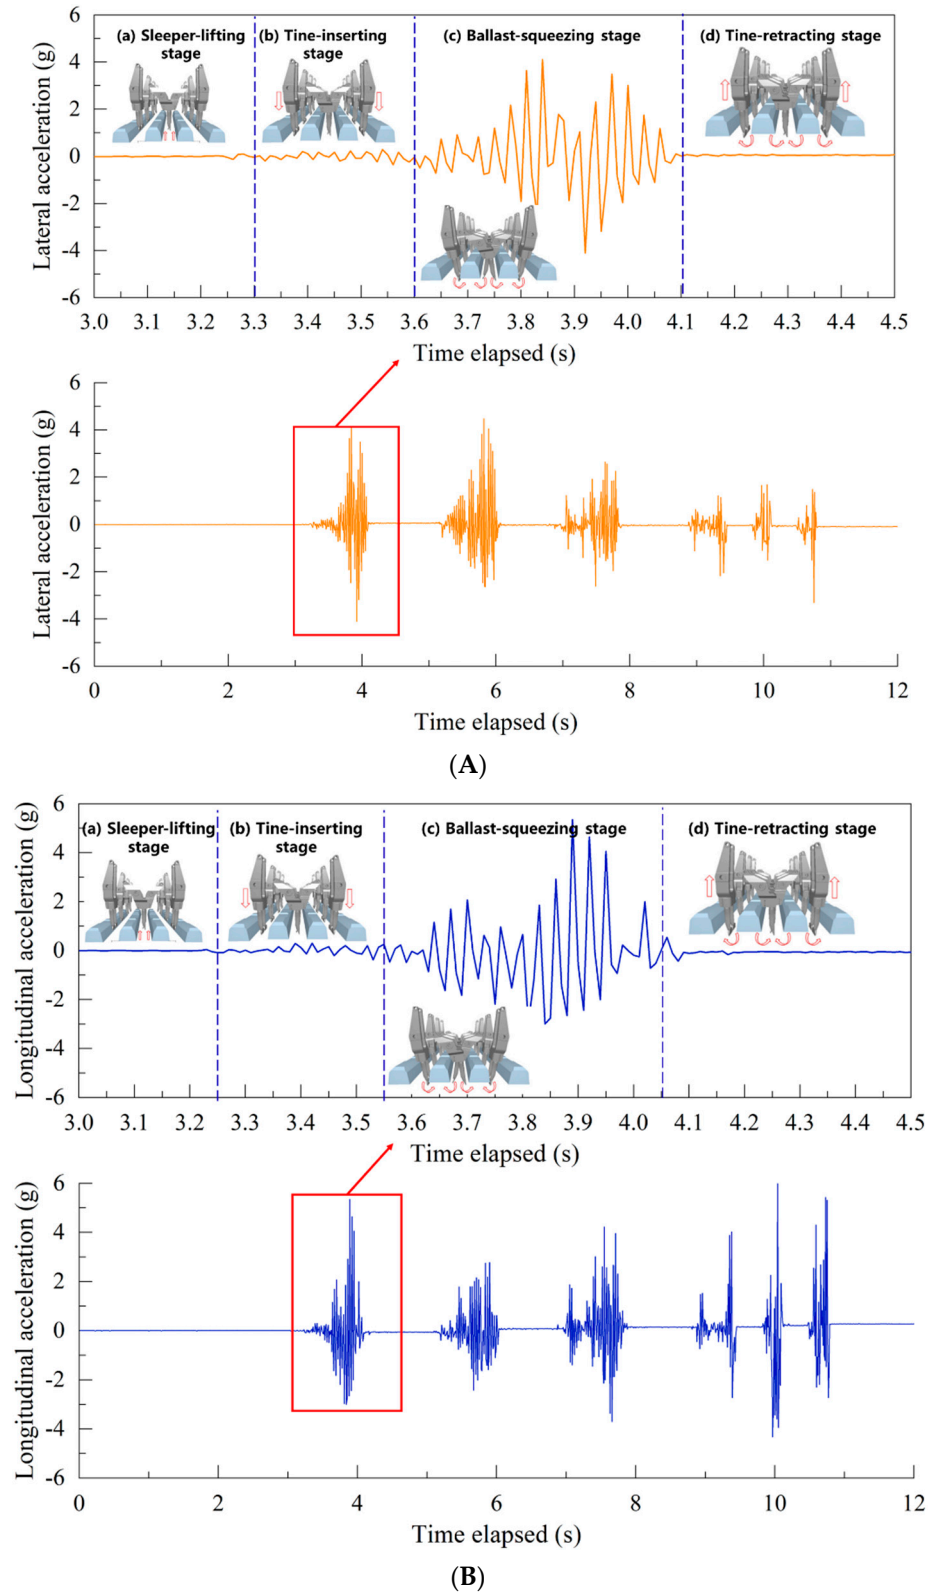 6
4
2
0
-2
-4
-6
Lateral acceleration (g)
(a) Sleeper-lifting
stage
(b) Tine-inserting
stage
(c) Ballast-squeezing stage
(d) Tine-retracting stage
3.0 3.1 3.2 3.3 3.4 3.5 3.6 3.7 3.8 3.9 4.0 4.1 4.2 4.3 4.4 4.5
Time elapsed (s)
6
4
2
0
-2
-4
-6
Lateral acceleration (g)
0 2 4 6 8 10 12
Time elapsed (s)
(A)
6
4
2
0
-2
-4
-6
Longitudinal acceleration (g)
(a) Sleeper-lifting
stage
(b) Tine-inserting
stage
(c) Ballast-squeezing stage
(d) Tine-retracting stage
3.0 3.1 3.2 3.3 3.4 3.5 3.6 3.7 3.8 3.9 4.0 4.1 4.2 4.3 4.4 4.5
Time elapsed (s)
6
4
2
0
-2
-4
-6
Longitudinal acceleration (g)
0 2 4 6 8 10 12
Time elapsed (s)
(B)